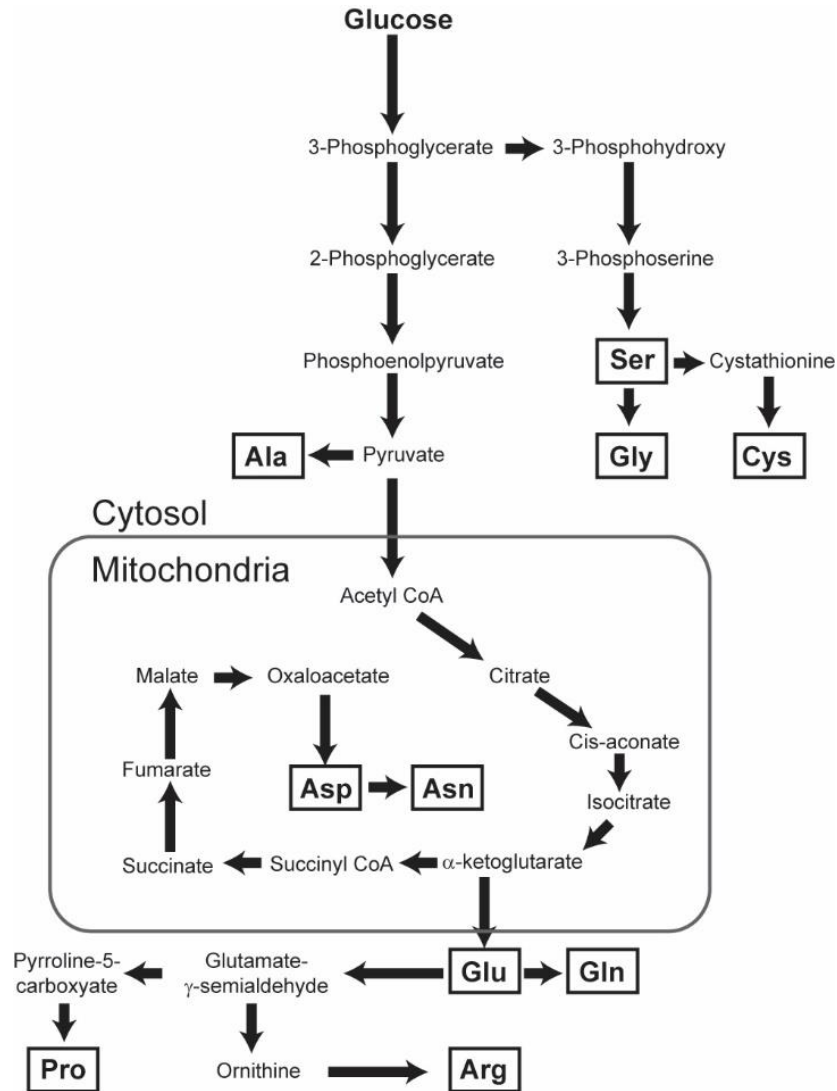 Glucose
3-Phosphoglycerate
3-Phosphohydroxy
2-Phosphoglycerate
3-Phosphoserine
Phosphoenolpyruvate
Ser
Cystathionine
Ala
Pyruvate
Gly
Cys
Cytosol
Mitochondria
Acetyl CoA
Malate
Oxaloacetate
Citrate
Cis-aconate
Fumarate
Asp
Asn
Isocitrate
Succinate
Succinyl CoA
α-ketoglutarate
Pyrroline-5-
carboxyate
Glutamate-
γ-semialdehyde
Glu
Gln
Pro
Ornithine
Arg